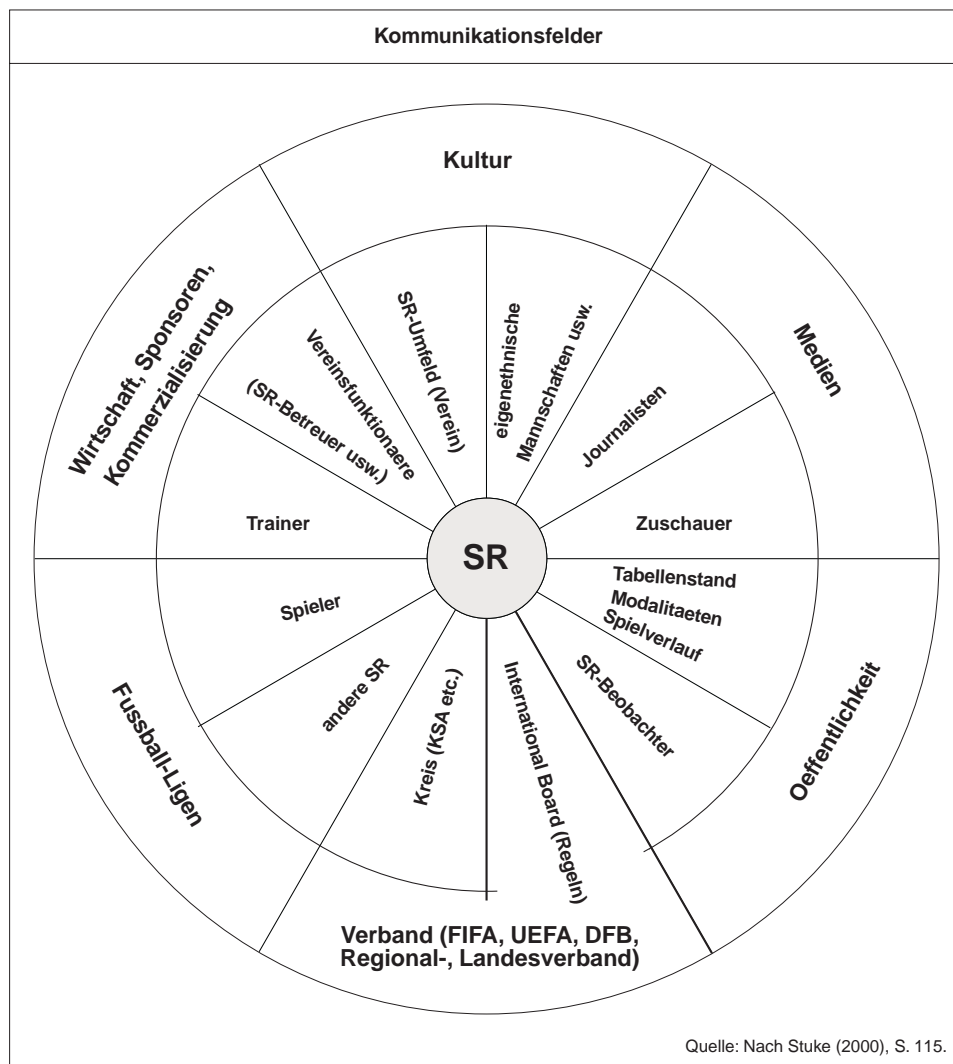 Kommunikationsfelder
Kultur
Medien
Oeffentlichkeit
Verband (FIFA, UEFA, DFB,
Regional-, Landesverband)
Fussball-Ligen
Wirtschaft, Sponsoren,
Kommerzialisierung
SR-Umfeld (Verein)
eigenethnische
Mannschaften usw.
Journalisten
Zuschauer
Tabellenstand
Modalitaeten
Spielverlauf
SR-Beobachter
International Board (Regeln)
Kreis (KSA etc.)
andere SR
Spieler
Trainer
Vereinsfunktionaere
(SR-Betreuer usw.)
SR
Quelle: Nach Stuke (2000), S. 115.